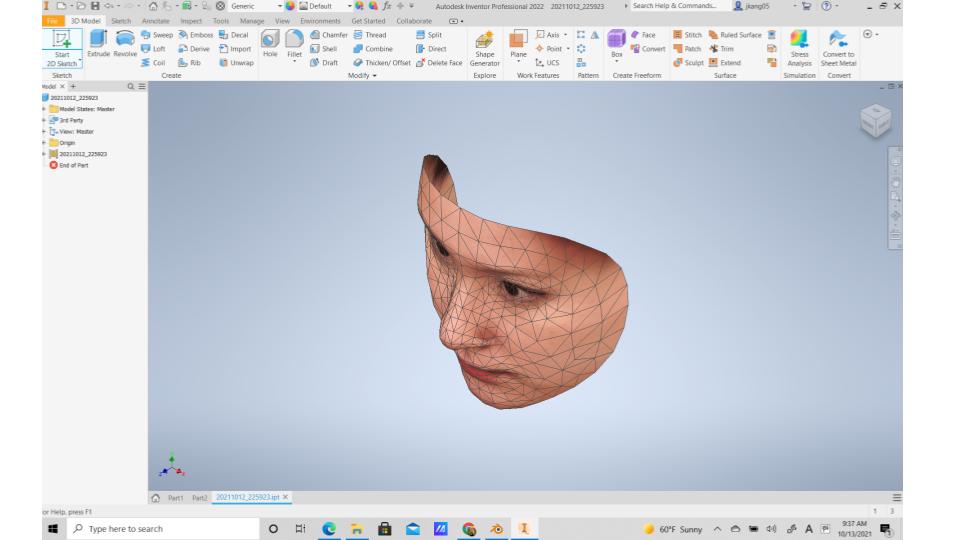 Generic
Default
Autodesk Inventor Professional 2022 20211012_225923
Search Help & Commands...
jkang05
File 3D Model Sketch Annotate Inspect Tools Manage View Environments Get Started Collaborate
Start
2D Sketch
Extrude
Revolve
Sweep
Loft
Coil
Emboss
Derive
Rib
Decal
Import
Unwrap
Hole
Fillet
Chamfer
Shell
Draft
Thread
Combine
Thicken/ Offset
Split
Direct
Delete Face
Shape
Generator
Plane
Axis
Point
UCS
Box
Face
Convert
Stitch
Patch
Sculpt
Ruled Surface
Trim
Extend
Stress
Analysis
Convert to
Sheet Metal
Sketch Create Modify Explore Work Features Pattern Create Freeform Surface Simulation Convert
Model × +
20211012_225923
Model States: Master
3rd Party
View: Master
Origin
20211012_225923
End of Part
Part1 Part2 20211012_225923.ipt ×
or Help, press F1
1 3
Type here to search
60°F Sunny
9:37 AM
10/13/2021